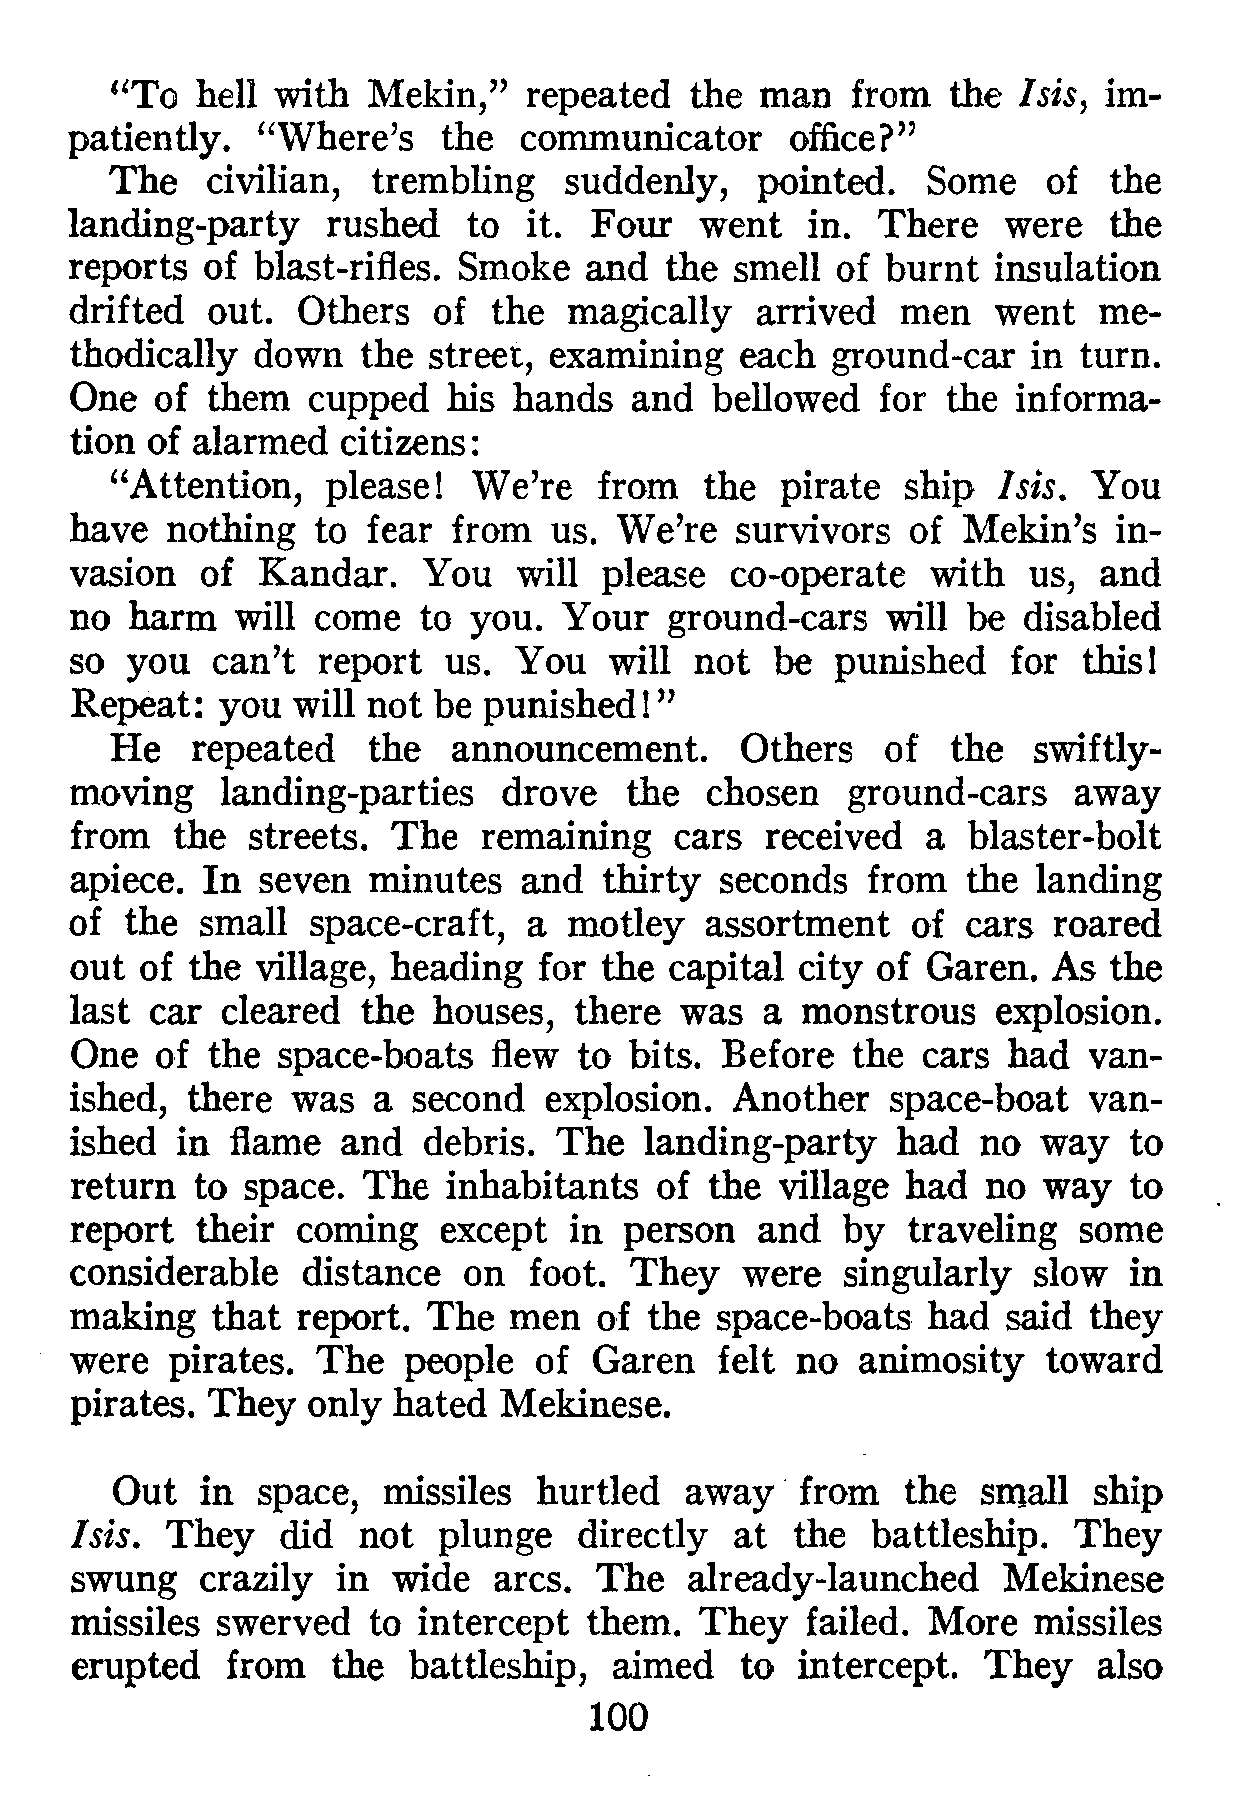 “To hell with Mekin,” repeated the man from the Isis, im-
patiently. “Where’s the communicator office?”
The civilian, trembling suddenly, pointed. Some of the
landing-party rushed to it. Four went in. There were the
reports of blast-rifles. Smoke and the smell of burnt insulation
drifted out. Others of the magically arrived men went me-
thodically down the street, examining each ground-car in turn.
One of them cupped his hands and bellowed for the informa-
tion of alarmed citizens:
“Attention, please! We’re from the pirate ship Isis. You
have nothing to fear from us. We’re survivors of Mekin’s in-
vasion of Kandar. You will please co-operate with us, and
no harm will come to you. Your ground-cars will be disabled
so you can’t report us. You will not be punished for this!
Repeat: you will not be punished!”
He repeated the announcement. Others of the swiftly-
moving landing-parties drove the chosen ground-cars away
from the streets. The remaining cars received a blaster-bolt
apiece. In seven minutes and thirty seconds from the landing
of the small space-craft, a motley assortment of cars roared
out of the village, heading for the capital city of Garen. As the
last car cleared the houses, there was a monstrous explosion.
One of the space-boats flew to bits. Before the cars had van-
ished, there was a second explosion. Another space-boat van-
ished in flame and debris. The landing-party had no way to
return to space. The inhabitants of the village had no way to
report their coming except in person and by traveling some
considerable distance on foot. They were singularly slow in
making that report. The men of the space-boats had said they
were pirates. The people of Garen felt no animosity toward
pirates. They only hated Mekinese.
Out in space, missiles hurtled away from the small ship
Isis. They did not plunge directly at the battleship. They
swung crazily in wide arcs. The already-launched Mekinese
missiles swerved to intercept them. They failed. More missiles
erupted from the battleship, aimed to intercept. They also
100